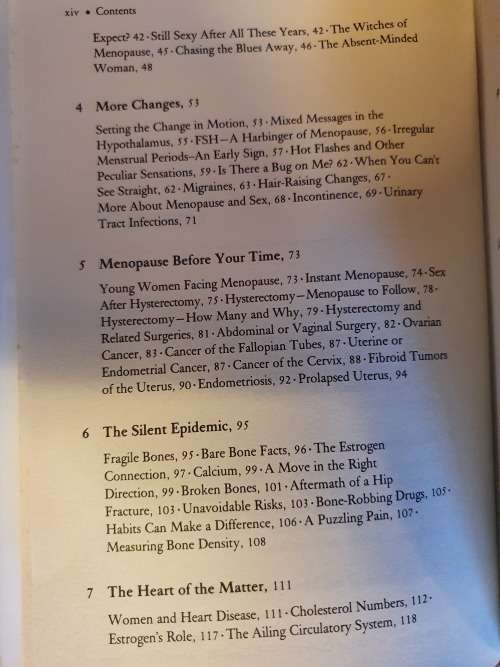 xiv • Contents
Expect? 42 · Still Sexy After All These Years, 42 · The Witches of
Menopause, 45 · Chasing the Blues Away, 46 · The Absent-Minded
Woman, 48
4 More Changes, 53
Setting the Change in Motion, 53 · Mixed Messages in the
Hypothalamus, 55 · FSH—A Harbinger of Menopause, 56 · Irregular
Menstrual Periods–An Early Sign, 57 · Hot Flashes and Other
Peculiar Sensations, 59 · Is There a Bug on Me? 62 · When You Can't
See Straight, 62 · Migraines, 63 · Hair-Raising Changes, 67 ·
More About Menopause and Sex, 68 · Incontinence, 69 · Urinary
Tract Infections, 71
5 Menopause Before Your Time, 73
Young Women Facing Menopause, 73 · Instant Menopause, 74 · Sex
After Hysterectomy, 75 · Hysterectomy—Menopause to Follow, 78 ·
Hysterectomy—How Many and Why, 79 · Hysterectomy and
Related Surgeries, 81 · Abdominal or Vaginal Surgery, 82 · Ovarian
Cancer, 83 · Cancer of the Fallopian Tubes, 87 · Uterine or
Endometrial Cancer, 87 · Cancer of the Cervix, 88 · Fibroid Tumors
of the Uterus, 90 · Endometriosis, 92 · Prolapsed Uterus, 94
6 The Silent Epidemic, 95
Fragile Bones, 95 · Bare Bone Facts, 96 · The Estrogen
Connection, 97 · Calcium, 99 · A Move in the Right
Direction, 99 · Broken Bones, 101 · Aftermath of a Hip
Fracture, 103 · Unavoidable Risks, 103 · Bone-Robbing Drugs, 105 ·
Habits Can Make a Difference, 106 · A Puzzling Pain, 107 ·
Measuring Bone Density, 108
7 The Heart of the Matter, 111
Women and Heart Disease, 111 · Cholesterol Numbers, 112 ·
Estrogen's Role, 117 · The Ailing Circulatory System, 118